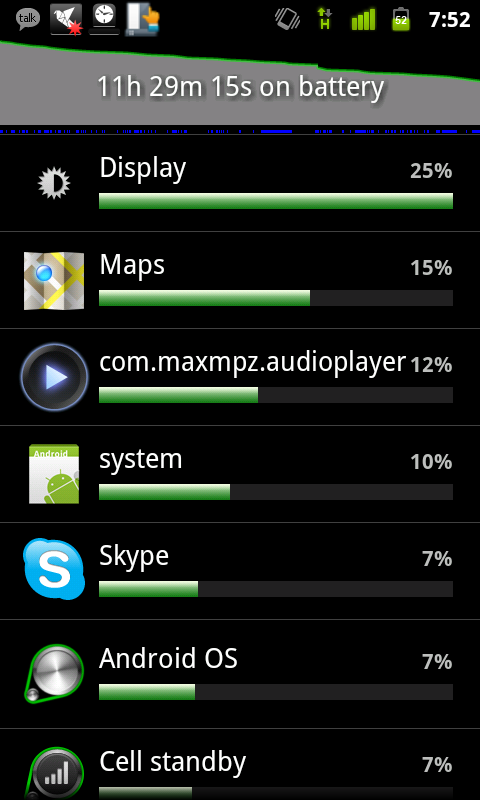 talk
H
52
7:52
11h 29m 15s on battery
Display
25%
Maps
15%
com.maxmpz.audioplayer
12%
Android
system
10%
S
Skype
7%
Android OS
7%
Cell standby
7%